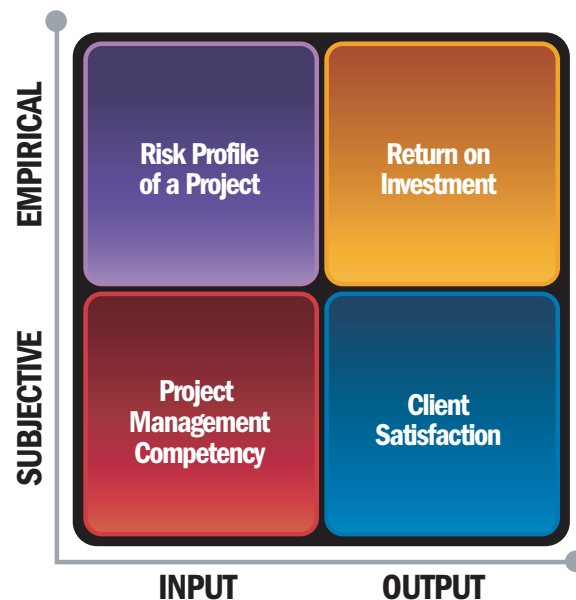 EMPIRICAL
Risk Profile
of a Project
Return on
Investment
SUBJECTIVE
Project
Management
Competency
Client
Satisfaction
INPUT
OUTPUT